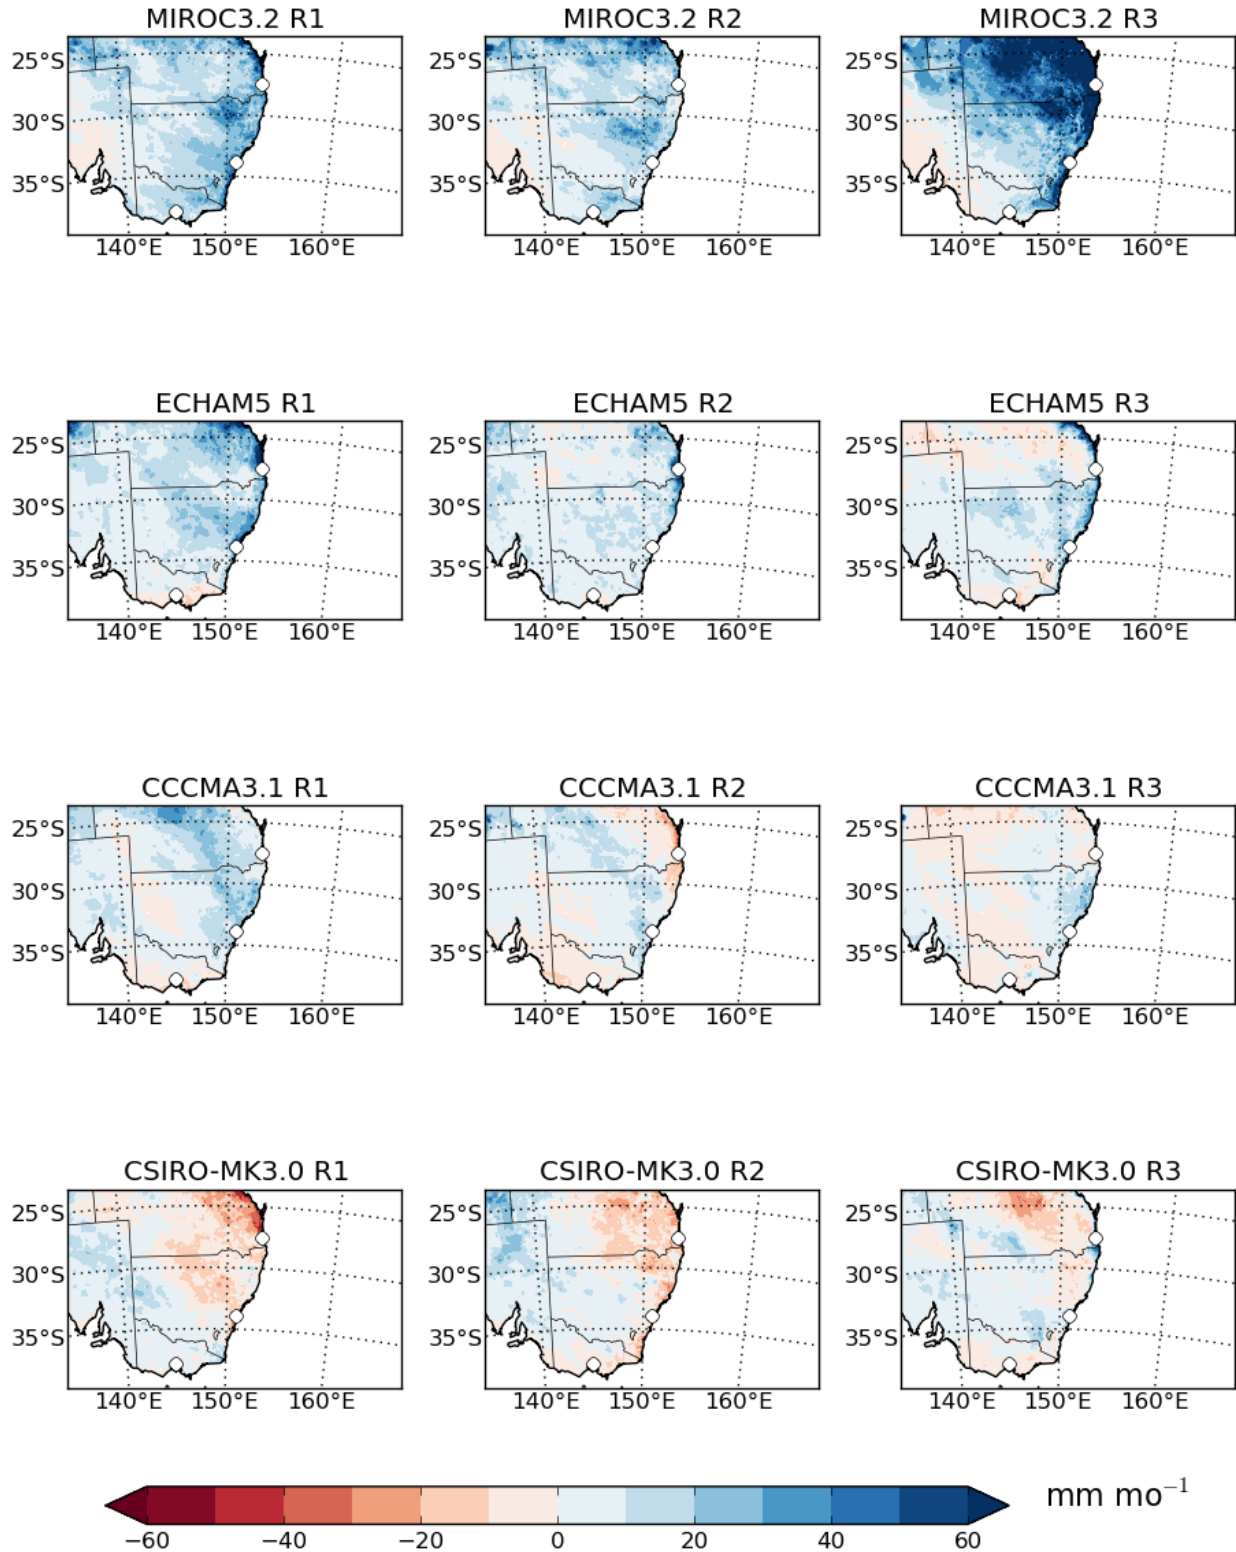 MIROC3.2 R1 MIROC3.2 R2 MIROC3.2 R3
25°S 25°S 25°S
30°S 30°S 30°S
35°S 35°S 35°S
140°E 150°E 160°E 140°E 150°E 160°E 140°E 150°E 160°E
ECHAM5 R1 ECHAM5 R2 ECHAM5 R3
25°S 25°S 25°S
30°S 30°S 30°S
35°S 35°S 35°S
140°E 150°E 160°E 140°E 150°E 160°E 140°E 150°E 160°E
CCCMA3.1 R1 CCCMA3.1 R2 CCCMA3.1 R3
25°S 25°S 25°S
30°S 30°S 30°S
35°S 35°S 35°S
140°E 150°E 160°E 140°E 150°E 160°E 140°E 150°E 160°E
CSIRO-MK3.0 R1 CSIRO-MK3.0 R2 CSIRO-MK3.0 R3
25°S 25°S 25°S
30°S 30°S 30°S
35°S 35°S 35°S
140°E 150°E 160°E 140°E 150°E 160°E 140°E 150°E 160°E
mm mo⁻¹
−60 −40 −20 0 20 40 60